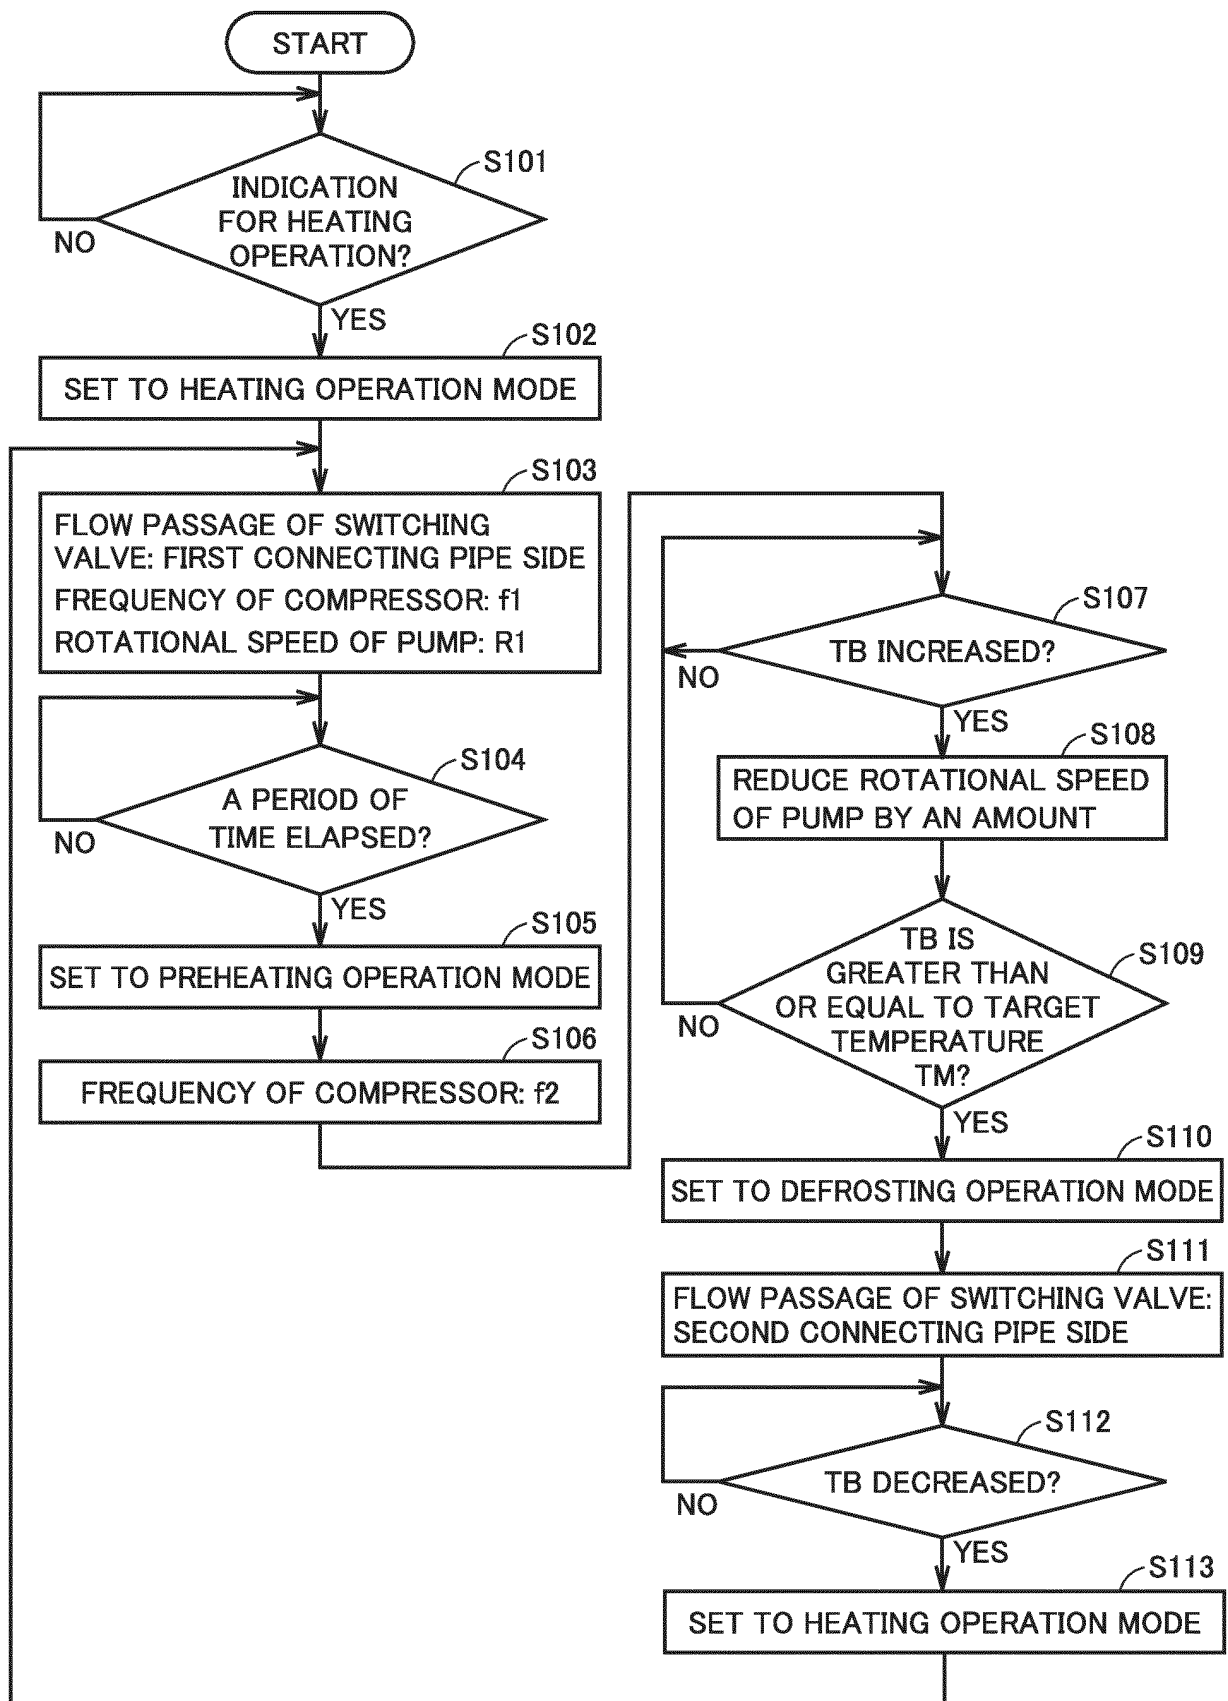 START
S101
INDICATION
FOR HEATING
OPERATION?
NO
YES
S102
SET TO HEATING OPERATION MODE
S103
FLOW PASSAGE OF SWITCHING
VALVE: FIRST CONNECTING PIPE SIDE
FREQUENCY OF COMPRESSOR: f1
ROTATIONAL SPEED OF PUMP: R1
S104
A PERIOD OF
TIME ELAPSED?
NO
YES
S105
SET TO PREHEATING OPERATION MODE
S106
FREQUENCY OF COMPRESSOR: f2
S107
TB INCREASED?
NO
YES
S108
REDUCE ROTATIONAL SPEED
OF PUMP BY AN AMOUNT
S109
TB IS
GREATER THAN
OR EQUAL TO TARGET
TEMPERATURE
TM?
NO
YES
S110
SET TO DEFROSTING OPERATION MODE
S111
FLOW PASSAGE OF SWITCHING VALVE:
SECOND CONNECTING PIPE SIDE
S112
TB DECREASED?
NO
YES
S113
SET TO HEATING OPERATION MODE